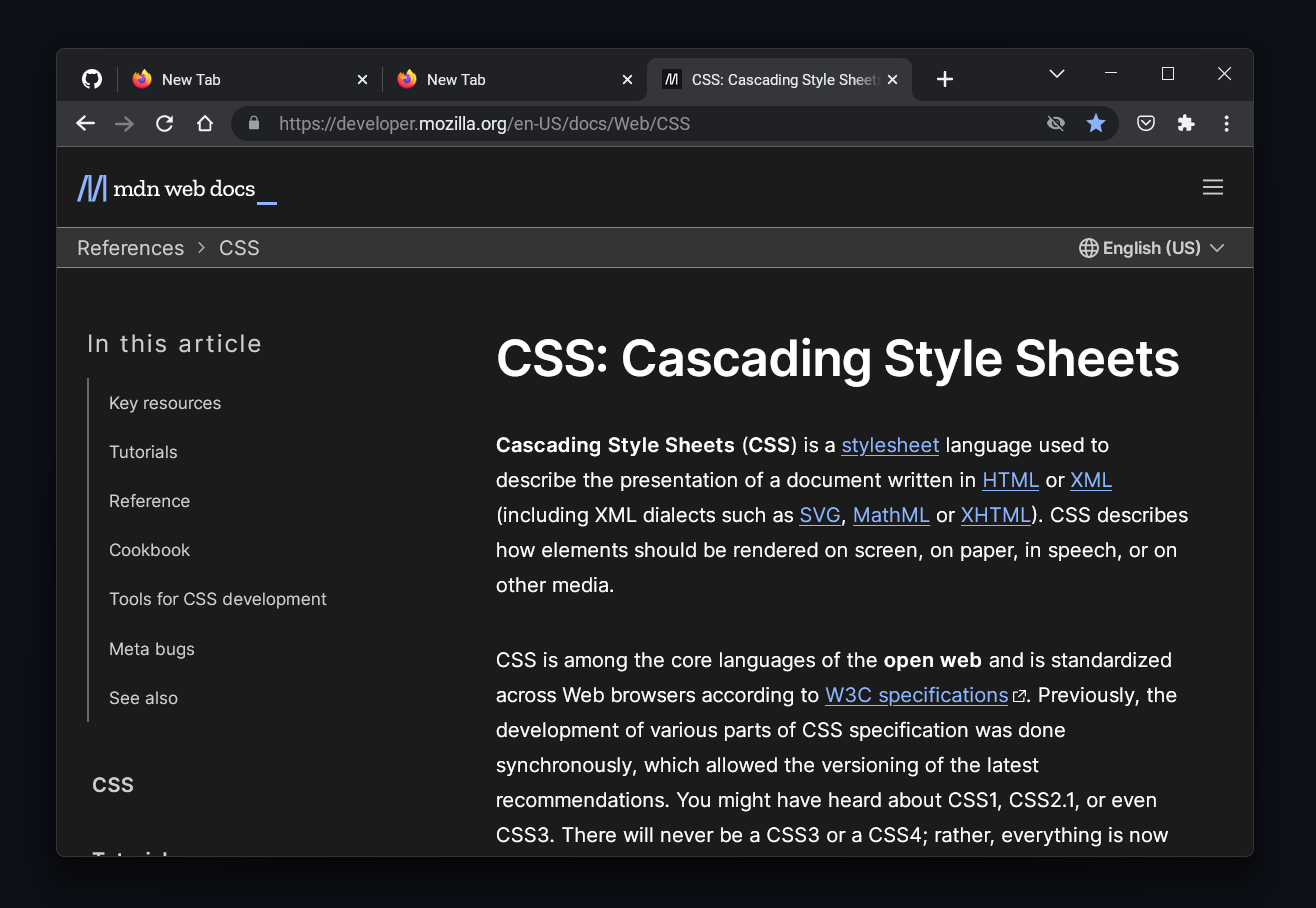 New Tab
New Tab
CSS: Cascading Style Sheets
https://developer.mozilla.org/en-US/docs/Web/CSS
mdn web docs_
References > CSS
English (US)
In this article
Key resources
Tutorials
Reference
Cookbook
Tools for CSS development
Meta bugs
See also
CSS
CSS: Cascading Style Sheets
Cascading Style Sheets (CSS) is a stylesheet language used to
describe the presentation of a document written in HTML or XML
(including XML dialects such as SVG, MathML or XHTML). CSS describes
how elements should be rendered on screen, on paper, in speech, or on
other media.
CSS is among the core languages of the open web and is standardized
across Web browsers according to W3C specifications. Previously, the
development of various parts of CSS specification was done
synchronously, which allowed the versioning of the latest
recommendations. You might have heard about CSS1, CSS2.1, or even
CSS3. There will never be a CSS3 or a CSS4; rather, everything is now